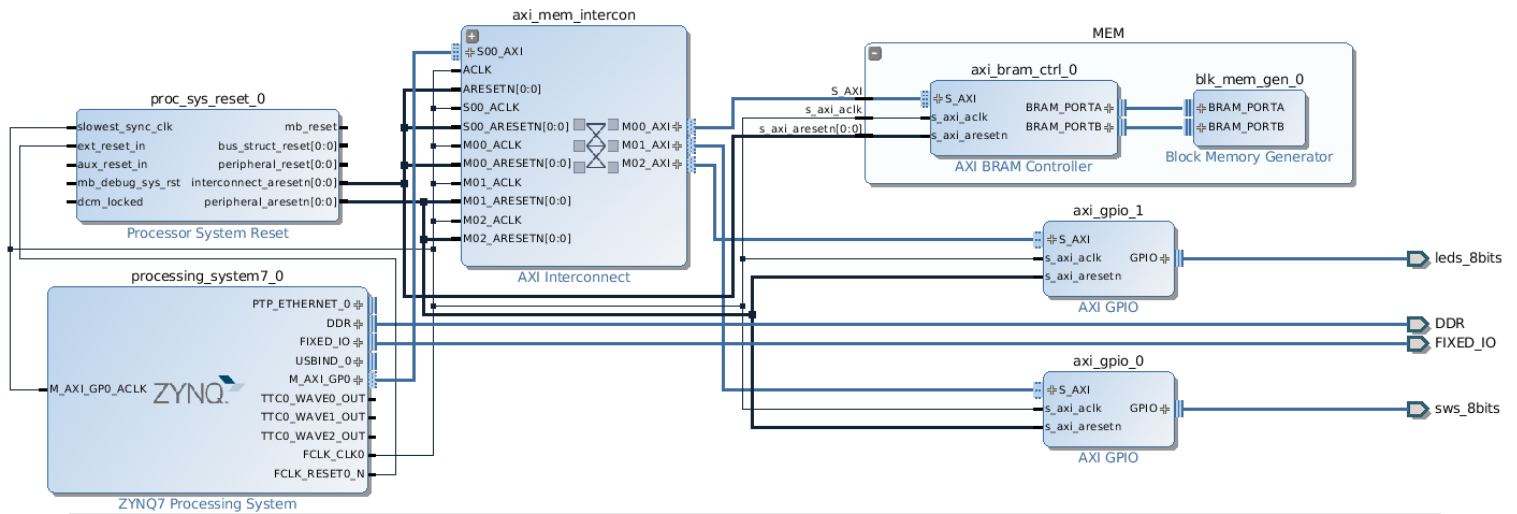 axi_mem_intercon
S00_AXI
ACLK
ARESETN[0:0]
S00_ACLK
S00_ARESETN[0:0]
M00_ACLK
M00_ARESETN[0:0]
M01_ACLK
M01_ARESETN[0:0]
M02_ACLK
M02_ARESETN[0:0]
M00_AXI
M01_AXI
M02_AXI
AXI Interconnect
proc_sys_reset_0
slowest_sync_clk
ext_reset_in
aux_reset_in
mb_debug_sys_rst
dcm_locked
mb_reset
bus_struct_reset[0:0]
peripheral_reset[0:0]
interconnect_aresetn[0:0]
peripheral_aresetn[0:0]
Processor System Reset
processing_system7_0
M_AXI_GP0_ACLK
ZYNQ
PTP_ETHERNET_0
DDR
FIXED_IO
USBIND_0
M_AXI_GP0
TTC0_WAVE0_OUT
TTC0_WAVE1_OUT
TTC0_WAVE2_OUT
FCLK_CLK0
FCLK_RESET0_N
ZYNQ7 Processing System
MEM
S_AXI
s_axi_aclk
s_axi_aresetn[0:0]
axi_bram_ctrl_0
S_AXI
s_axi_aclk
s_axi_aresetn
BRAM_PORTA
BRAM_PORTB
AXI BRAM Controller
blk_mem_gen_0
BRAM_PORTA
BRAM_PORTB
Block Memory Generator
axi_gpio_1
S_AXI
s_axi_aclk
s_axi_aresetn
GPIO
AXI GPIO
leds_8bits
DDR
FIXED_IO
axi_gpio_0
S_AXI
s_axi_aclk
s_axi_aresetn
GPIO
AXI GPIO
sws_8bits